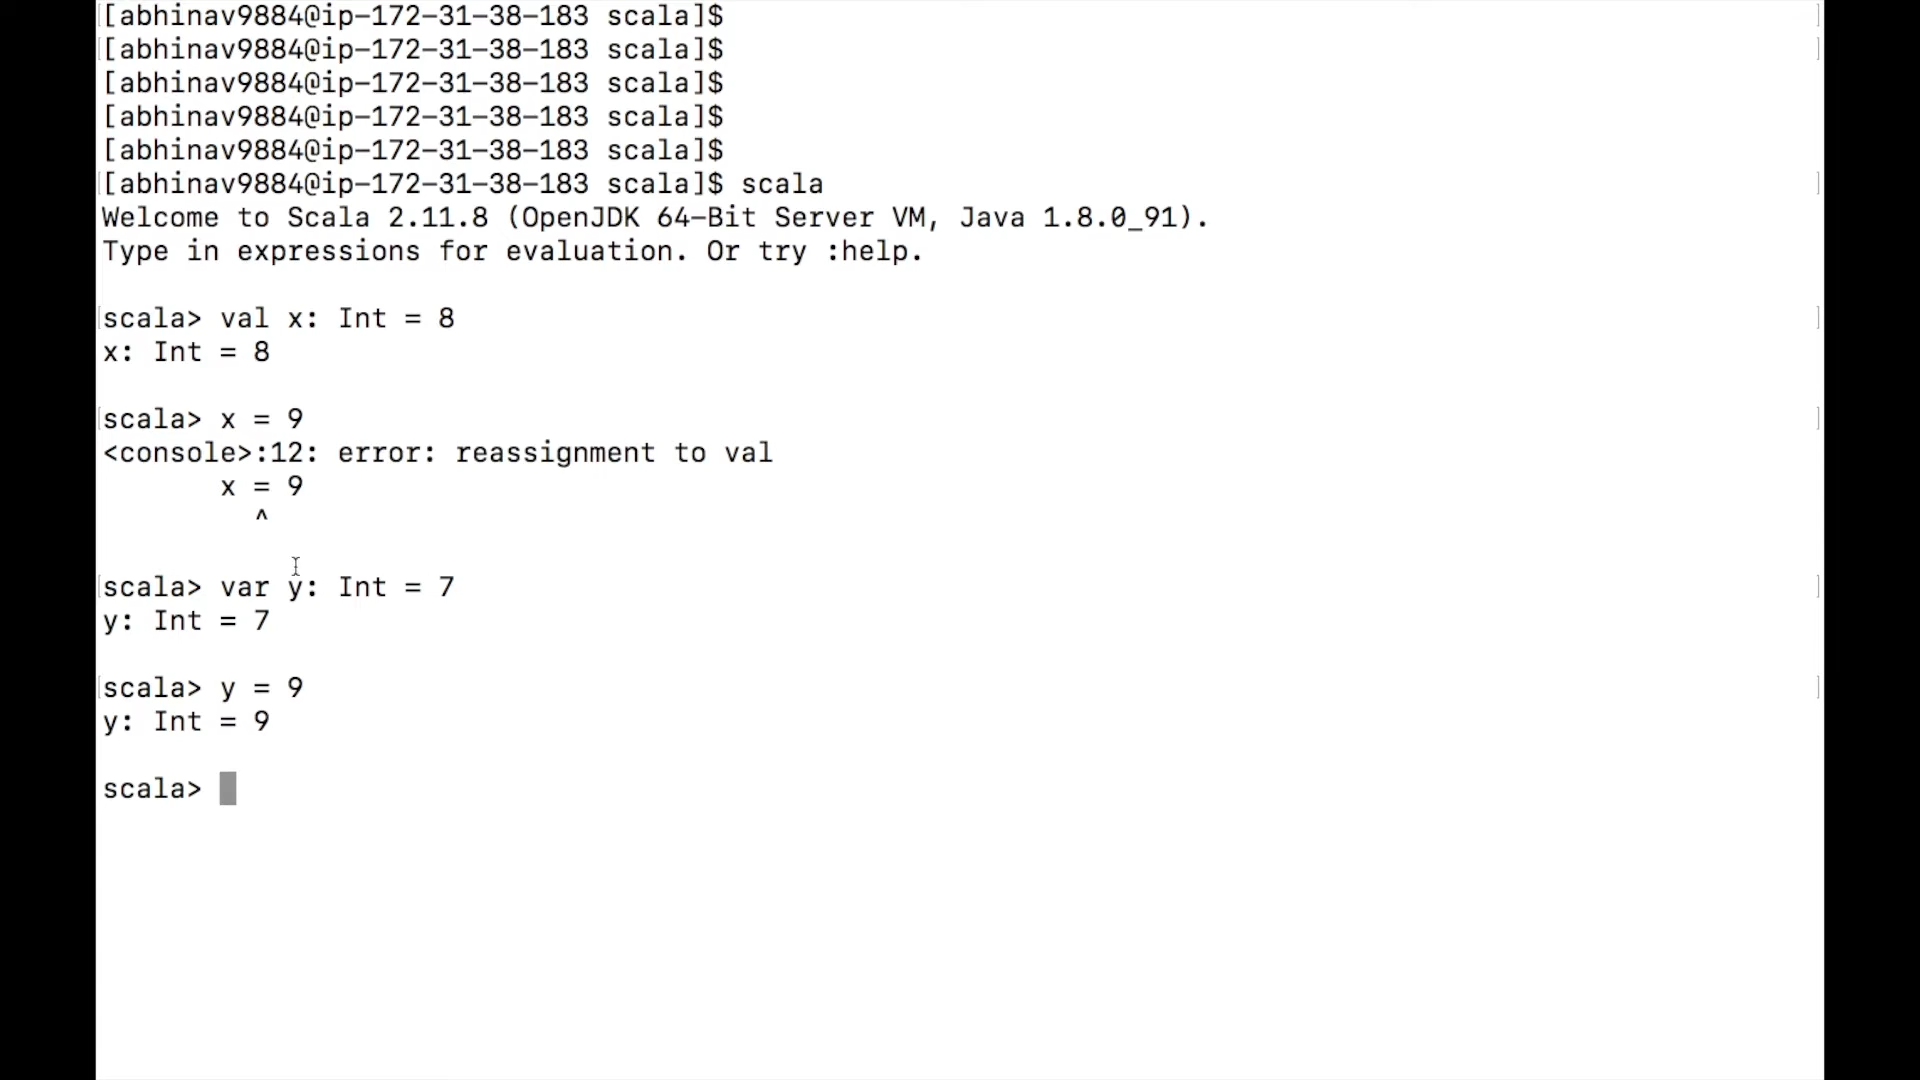 [abhinav9884@ip-172-31-38-183 scala]$
[abhinav9884@ip-172-31-38-183 scala]$
[abhinav9884@ip-172-31-38-183 scala]$
[abhinav9884@ip-172-31-38-183 scala]$
[abhinav9884@ip-172-31-38-183 scala]$
[abhinav9884@ip-172-31-38-183 scala]$ scala
Welcome to Scala 2.11.8 (OpenJDK 64-Bit Server VM, Java 1.8.0_91).
Type in expressions for evaluation. Or try :help.
scala> val x: Int = 8
x: Int = 8
scala> x = 9
<console>:12: error: reassignment to val
       x = 9
         ^
scala> var y: Int = 7
y: Int = 7
scala> y = 9
y: Int = 9
scala>